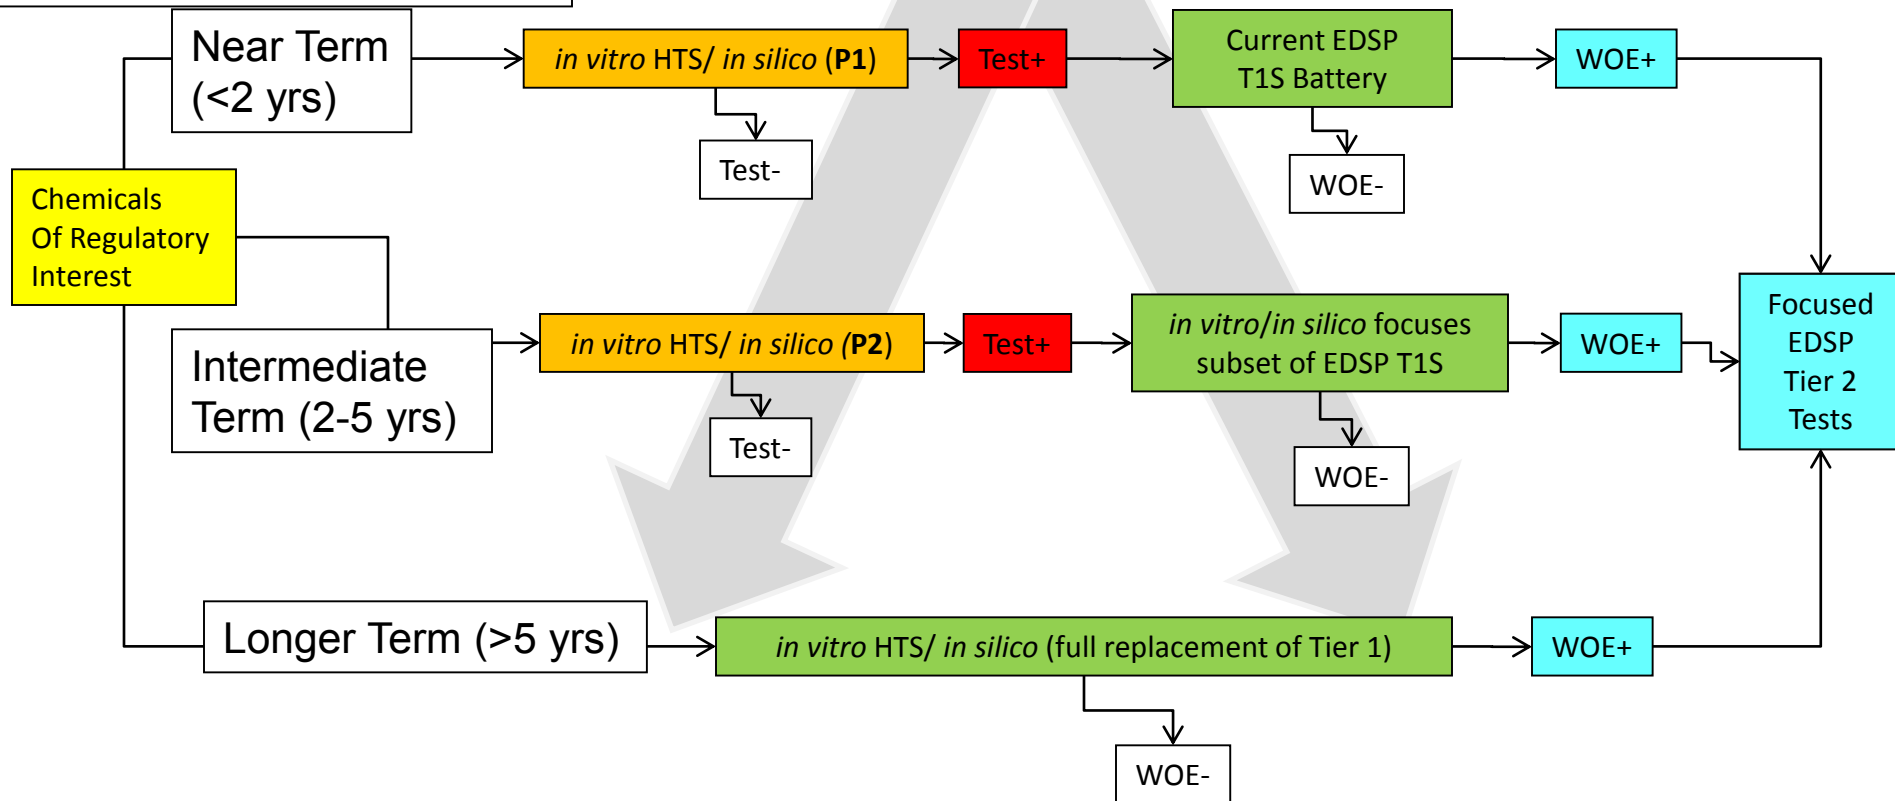 Near Term
(<2 yrs)
in vitro HTS/ in silico (P1)
Test+
Current EDSP
T1S Battery
WOE+
Test-
WOE-
Chemicals
Of Regulatory
Interest
Intermediate
Term (2-5 yrs)
in vitro HTS/ in silico (P2)
Test+
in vitro/in silico focuses
subset of EDSP T1S
WOE+
Focused
EDSP
Tier 2
Tests
Test-
WOE-
Longer Term (>5 yrs)
in vitro HTS/ in silico (full replacement of Tier 1)
WOE+
WOE-